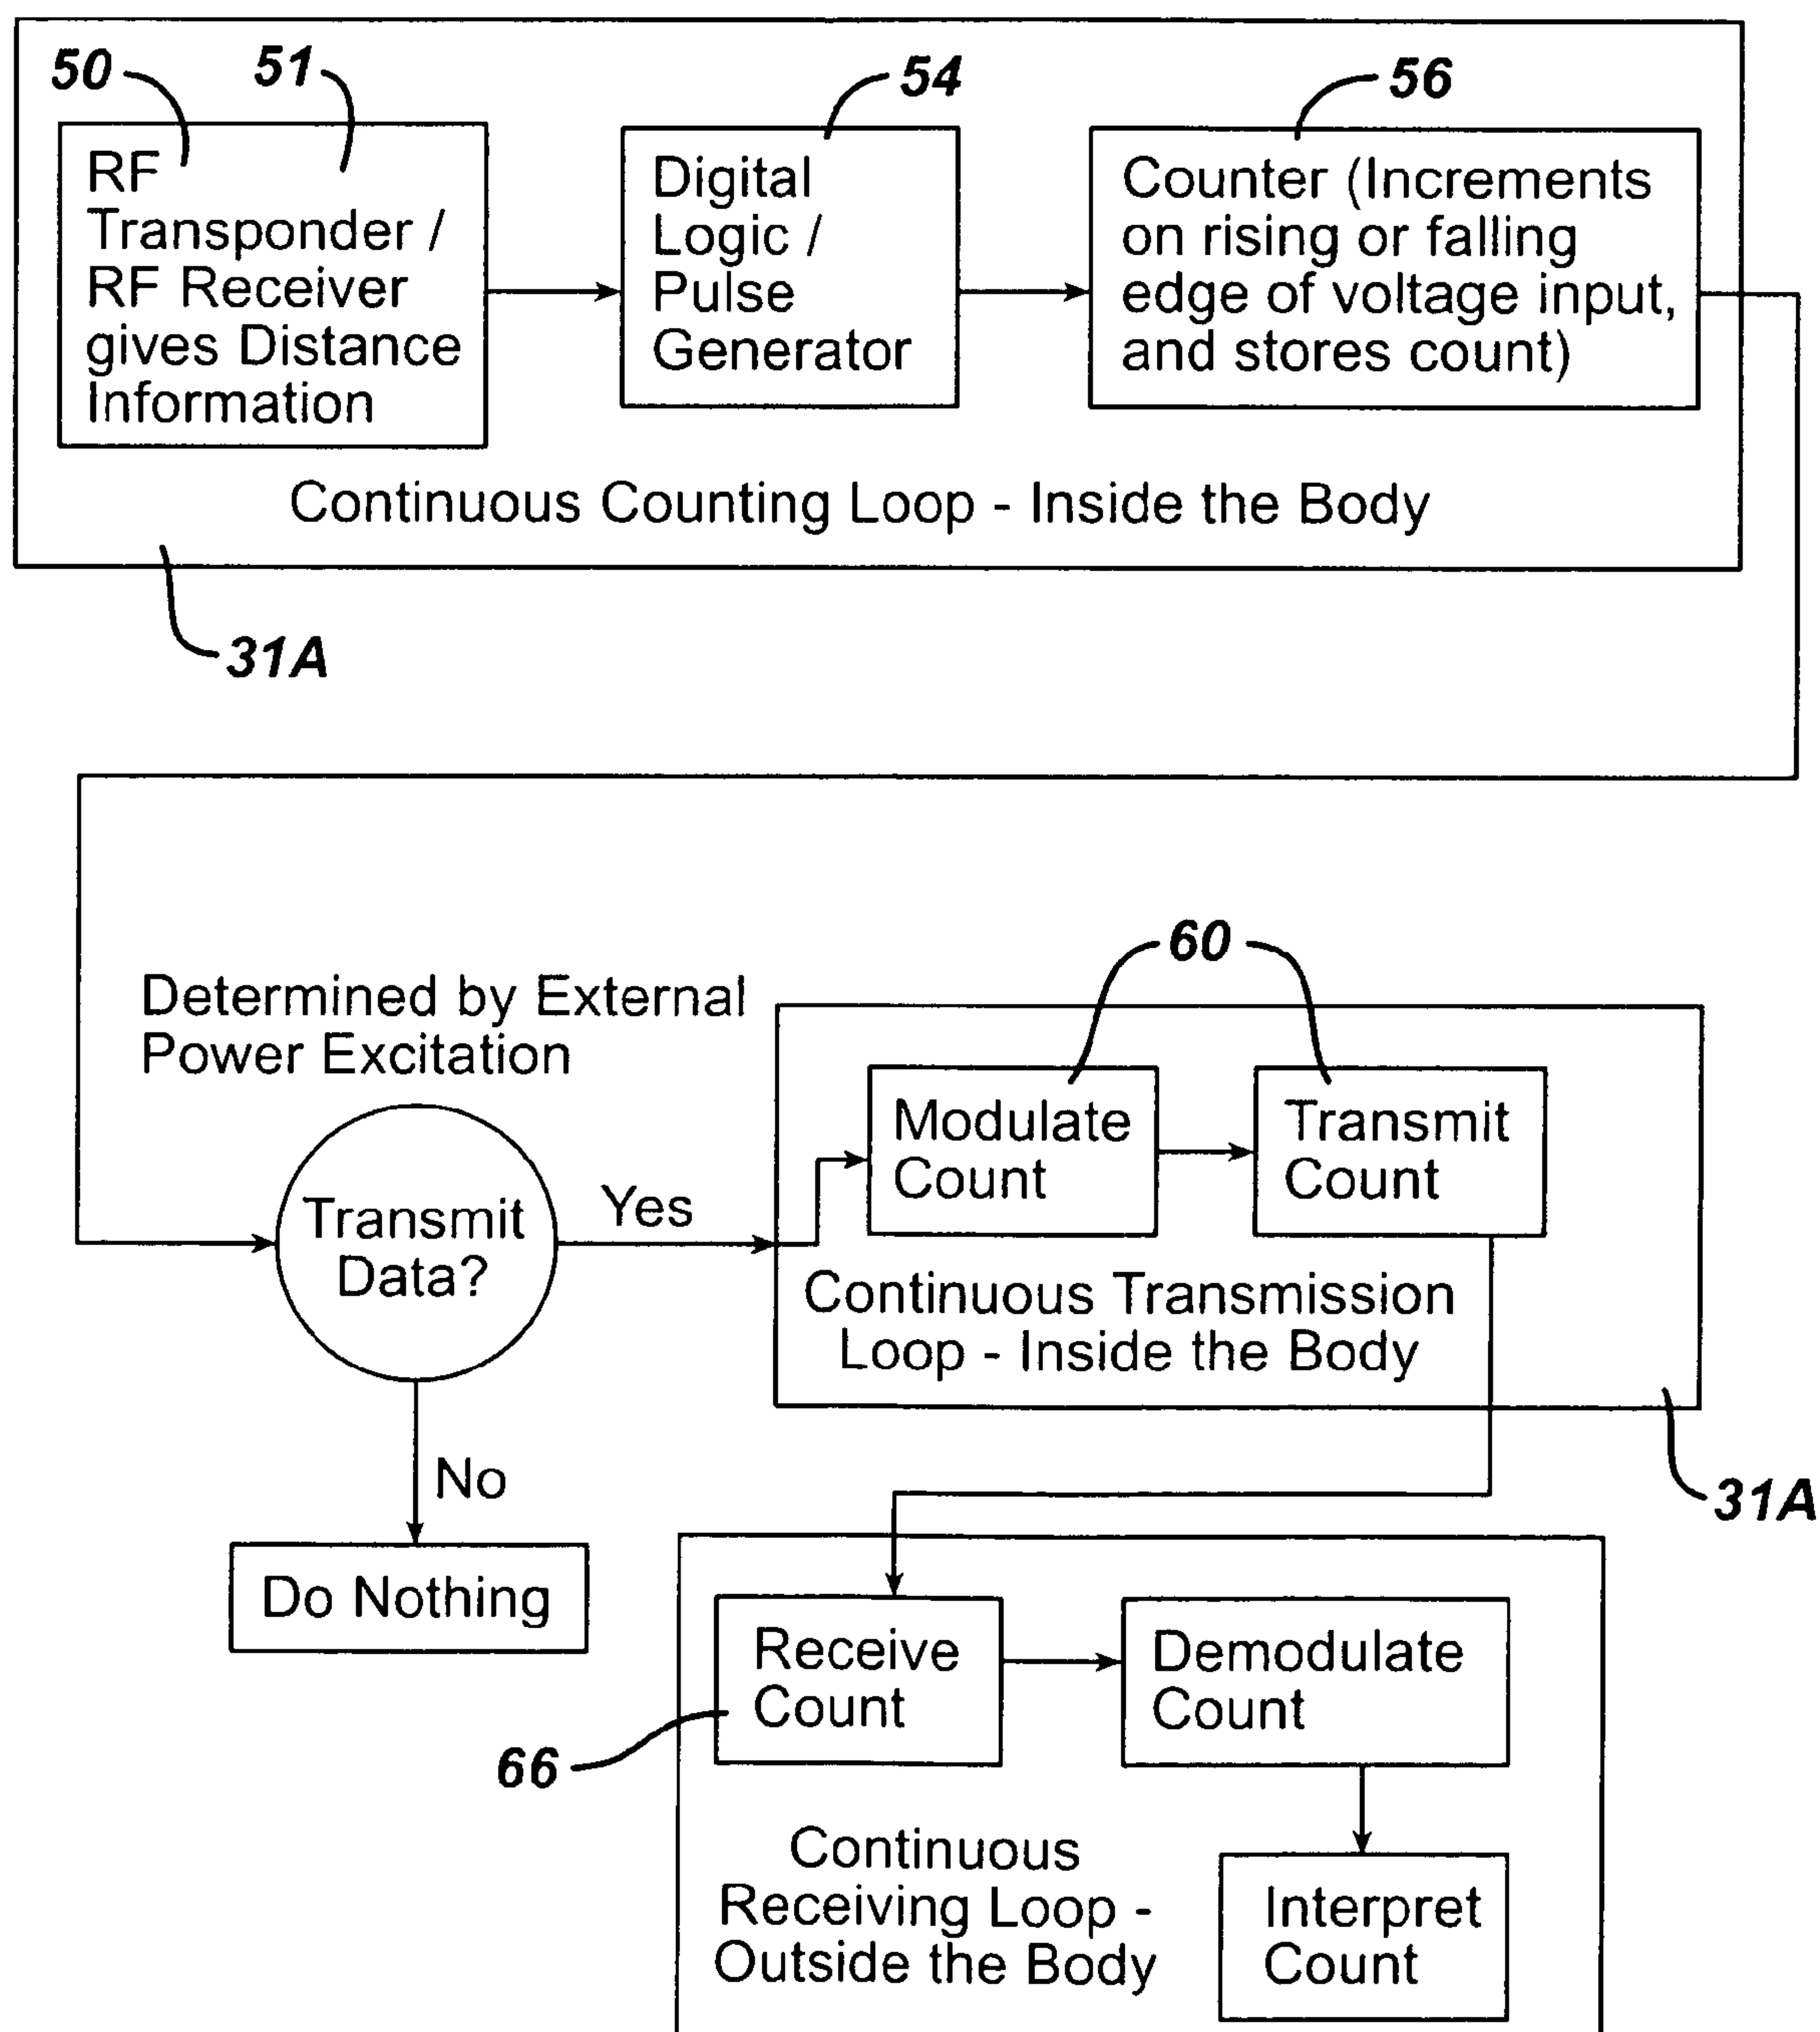 50
51
54
56
RF
Transponder /
RF Receiver
gives Distance
Information
Digital
Logic /
Pulse
Generator
Counter (Increments
on rising or falling
edge of voltage input,
and stores count)
Continuous Counting Loop - Inside the Body
31A
60
Determined by External
Power Excitation
Modulate
Count
Transmit
Count
Transmit
Data?
Yes
Continuous Transmission
Loop - Inside the Body
31A
No
Do Nothing
Receive
Count
Demodulate
Count
66
Continuous
Receiving Loop -
Outside the Body
Interpret
Count